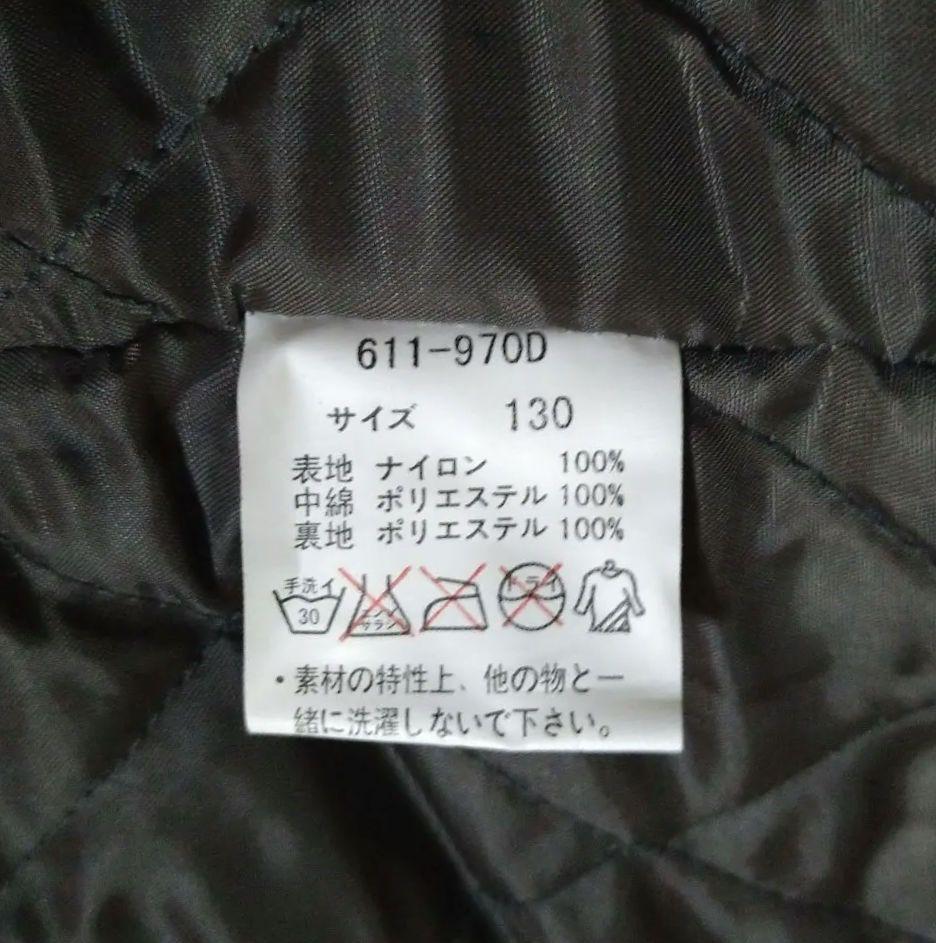 611-970D
サイズ 130
表地 ナイロン 100%
中綿 ポリエステル 100%
裏地 ポリエステル 100%
手洗イ
30
エンソ
サラシ
ドライ
・素材の特性上、他の物と一
緒に洗濯しないで下さい。